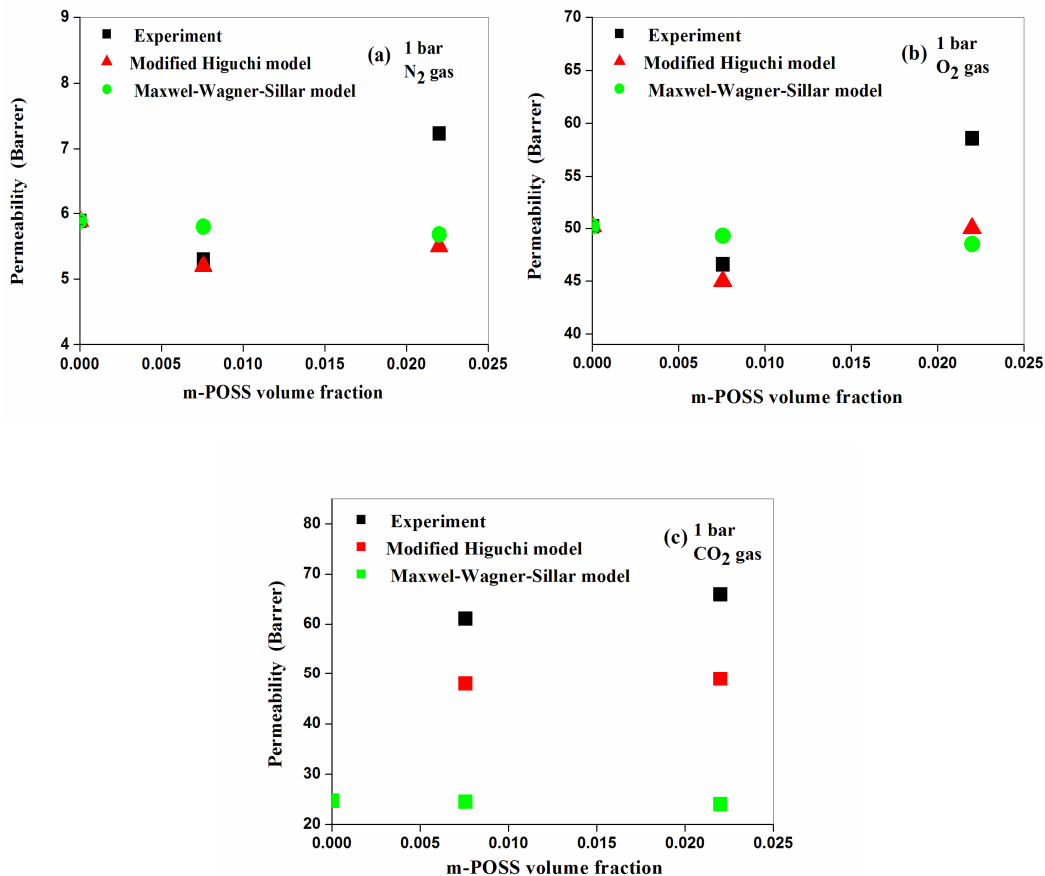 9
8
7
6
5
4
Permeability (Barrer)
Experiment
Modified Higuchi model
Maxwel-Wagner-Sillar model
(a)
1 bar
N2 gas
0.000 0.005 0.010 0.015 0.020 0.025
m-POSS volume fraction
70
65
60
55
50
45
40
Permeability (Barrer)
Experiment
Modified Higuchi model
Maxwel-Wagner-Sillar model
(b)
1 bar
O2 gas
0.000 0.005 0.010 0.015 0.020 0.025
m-POSS volume fraction
80
70
60
50
40
30
20
Permeability (Barrer)
Experiment
Modified Higuchi model
Maxwel-Wagner-Sillar model
(c)
1 bar
CO2 gas
0.000 0.005 0.010 0.015 0.020 0.025
m-POSS volume fraction